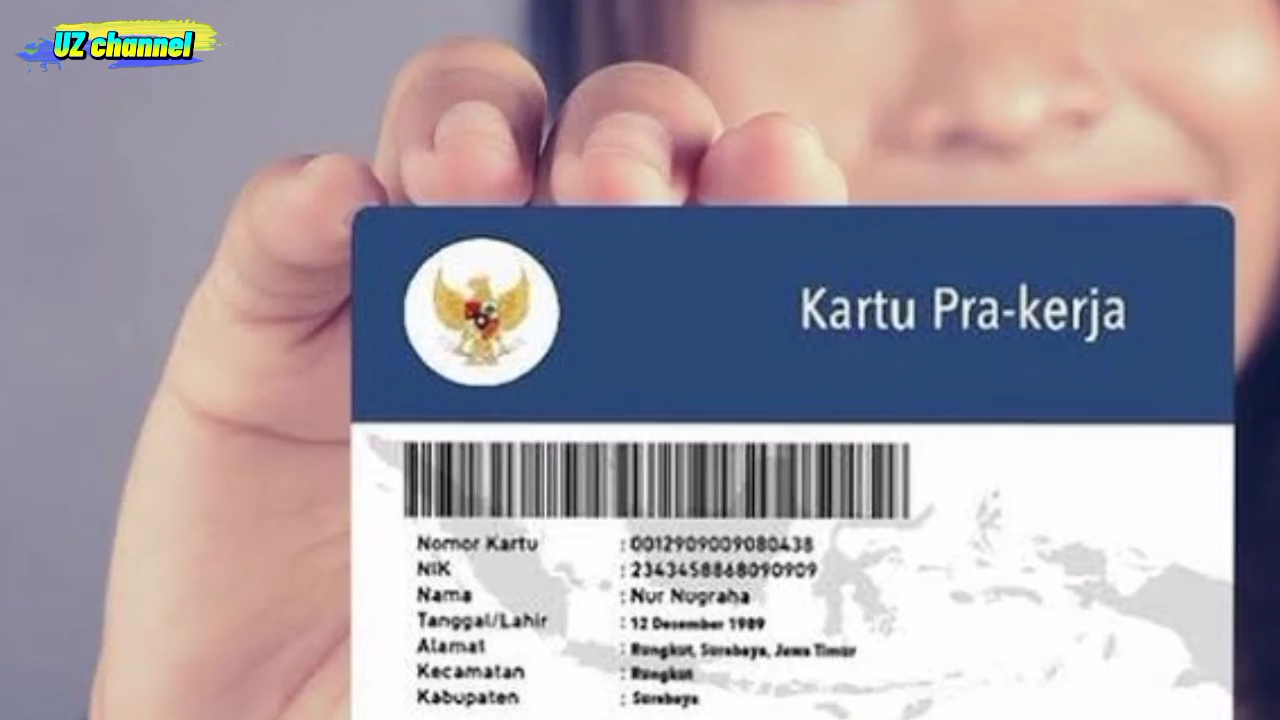 UZ channel
Kartu Pra-kerja
Nomor Kartu : 0012909009080438
NIK : 2343458868090909
Nama : Nur Nugraha
Tanggal/Lahir : 12 Desember 1989
Alamat : Rungkut, Surabaya, Jawa Timur
Kecamatan : Rungkut
Kabupaten : Surabaya